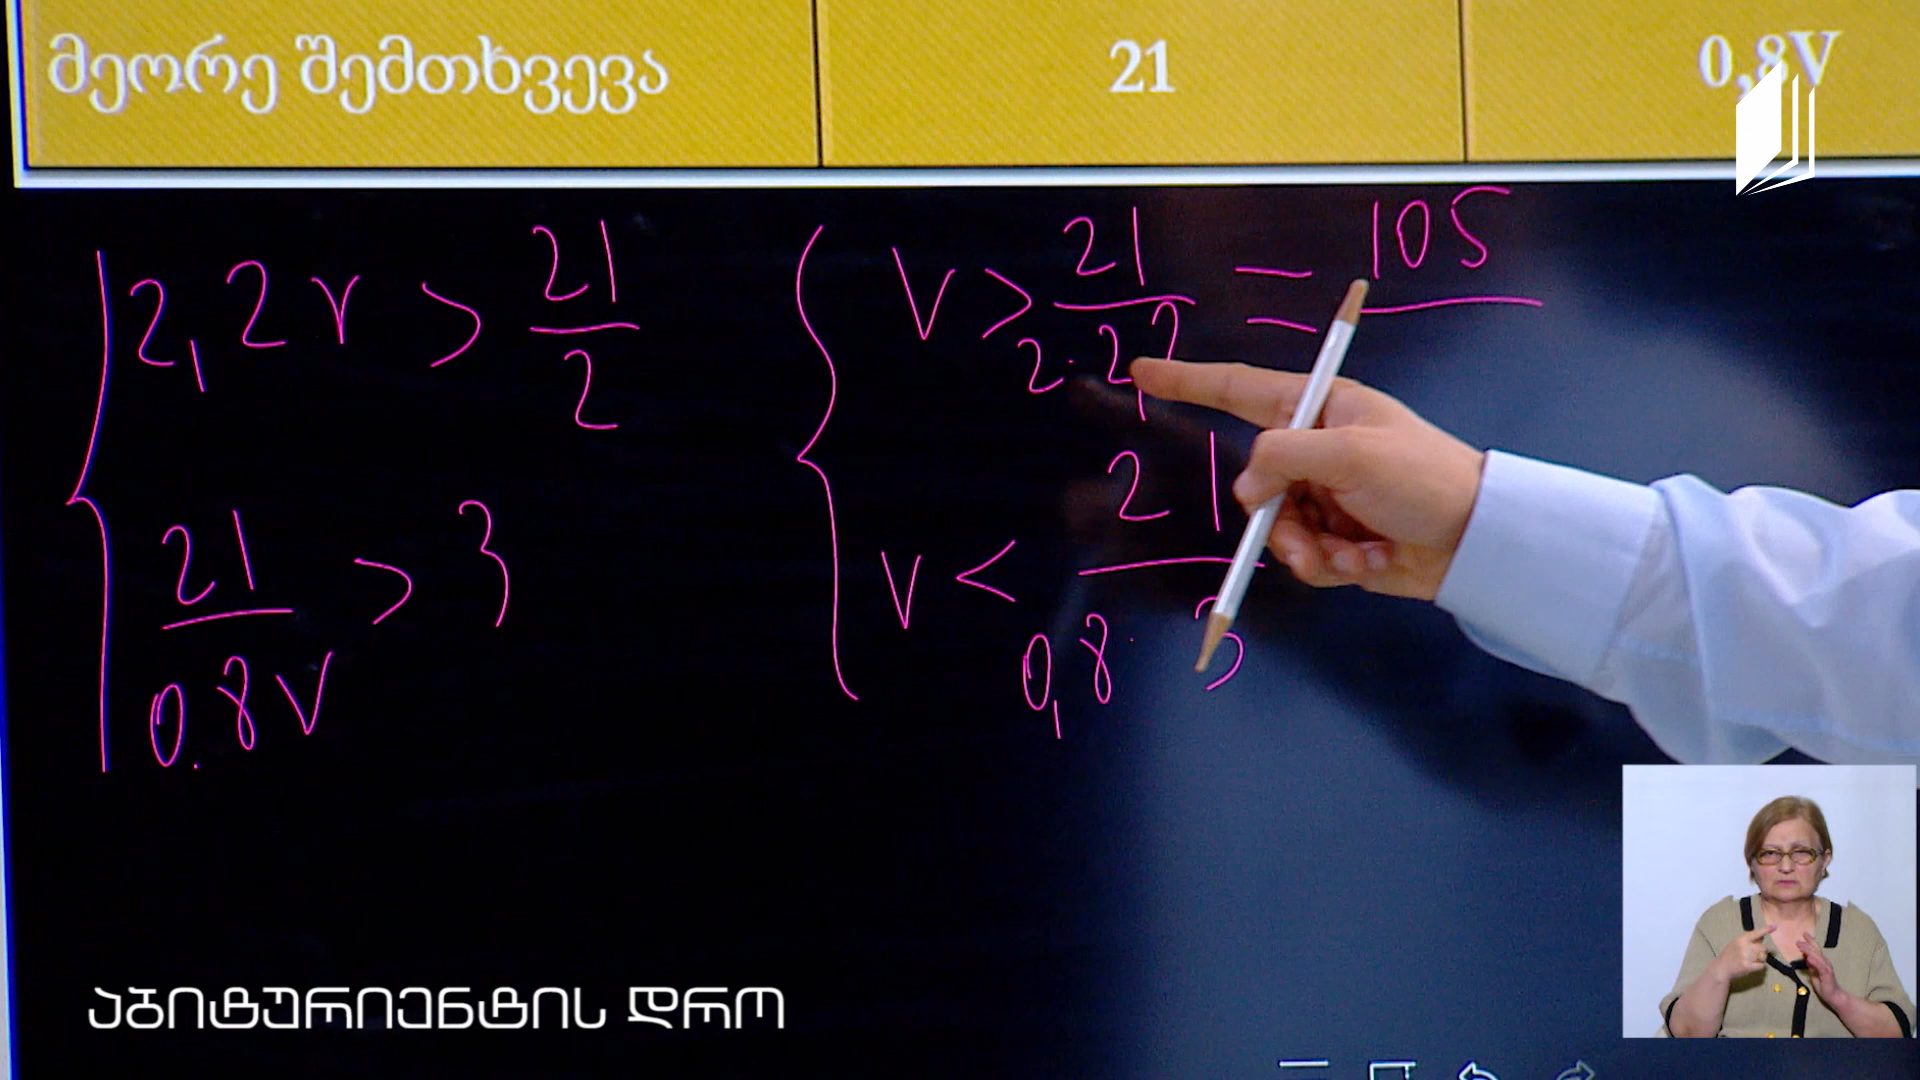 მეორე შემთხვევა 21 0,8V
2,2v > 21/2
21/0.8v > 3
v > 21/2·2,2 = 105
v < 21/0,8·3
აბიტურიენტის დრო